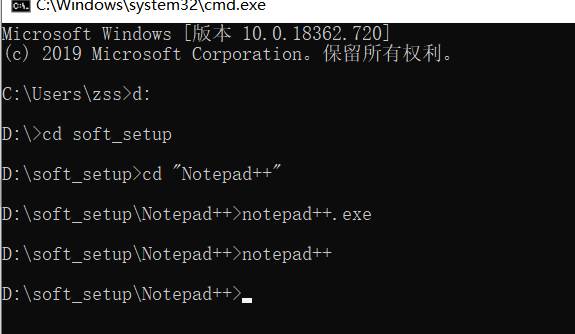 C:\Windows\system32\cmd.exe
Microsoft Windows [版本 10.0.18362.720]
(c) 2019 Microsoft Corporation。保留所有权利。
C:\Users\zss>d:
D:\>cd soft_setup
D:\soft_setup>cd "Notepad++"
D:\soft_setup\Notepad++>notepad++.exe
D:\soft_setup\Notepad++>notepad++
D:\soft_setup\Notepad++>